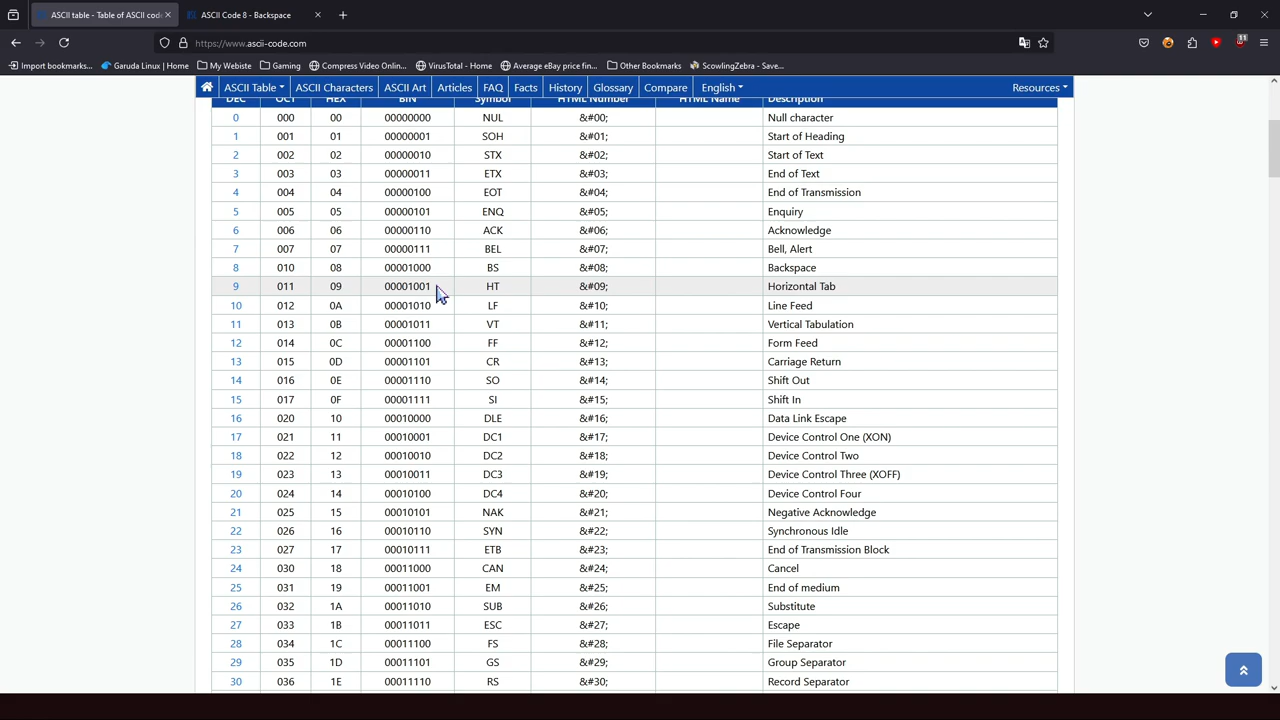 ASCII table - Table of ASCII code
ASCII Code 8 - Backspace
https://www.ascii-code.com
11
Import bookmarks...
Garuda Linux | Home
My Webiste
Gaming
Compress Video Onlin...
VirusTotal - Home
Average eBay price fin...
Other Bookmarks
ScowlingZebra - Save...
ASCII Table ASCII Characters ASCII Art Articles FAQ Facts History Glossary Compare English Resources
DEC OCT HEX BIN Symbol HTML Number HTML Name Description
0 000 00 00000000 NUL &#00; Null character
1 001 01 00000001 SOH &#01; Start of Heading
2 002 02 00000010 STX &#02; Start of Text
3 003 03 00000011 ETX &#03; End of Text
4 004 04 00000100 EOT &#04; End of Transmission
5 005 05 00000101 ENQ &#05; Enquiry
6 006 06 00000110 ACK &#06; Acknowledge
7 007 07 00000111 BEL &#07; Bell, Alert
8 010 08 00001000 BS &#08; Backspace
9 011 09 00001001 HT &#09; Horizontal Tab
10 012 0A 00001010 LF &#10; Line Feed
11 013 0B 00001011 VT &#11; Vertical Tabulation
12 014 0C 00001100 FF &#12; Form Feed
13 015 0D 00001101 CR &#13; Carriage Return
14 016 0E 00001110 SO &#14; Shift Out
15 017 0F 00001111 SI &#15; Shift In
16 020 10 00010000 DLE &#16; Data Link Escape
17 021 11 00010001 DC1 &#17; Device Control One (XON)
18 022 12 00010010 DC2 &#18; Device Control Two
19 023 13 00010011 DC3 &#19; Device Control Three (XOFF)
20 024 14 00010100 DC4 &#20; Device Control Four
21 025 15 00010101 NAK &#21; Negative Acknowledge
22 026 16 00010110 SYN &#22; Synchronous Idle
23 027 17 00010111 ETB &#23; End of Transmission Block
24 030 18 00011000 CAN &#24; Cancel
25 031 19 00011001 EM &#25; End of medium
26 032 1A 00011010 SUB &#26; Substitute
27 033 1B 00011011 ESC &#27; Escape
28 034 1C 00011100 FS &#28; File Separator
29 035 1D 00011101 GS &#29; Group Separator
30 036 1E 00011110 RS &#30; Record Separator